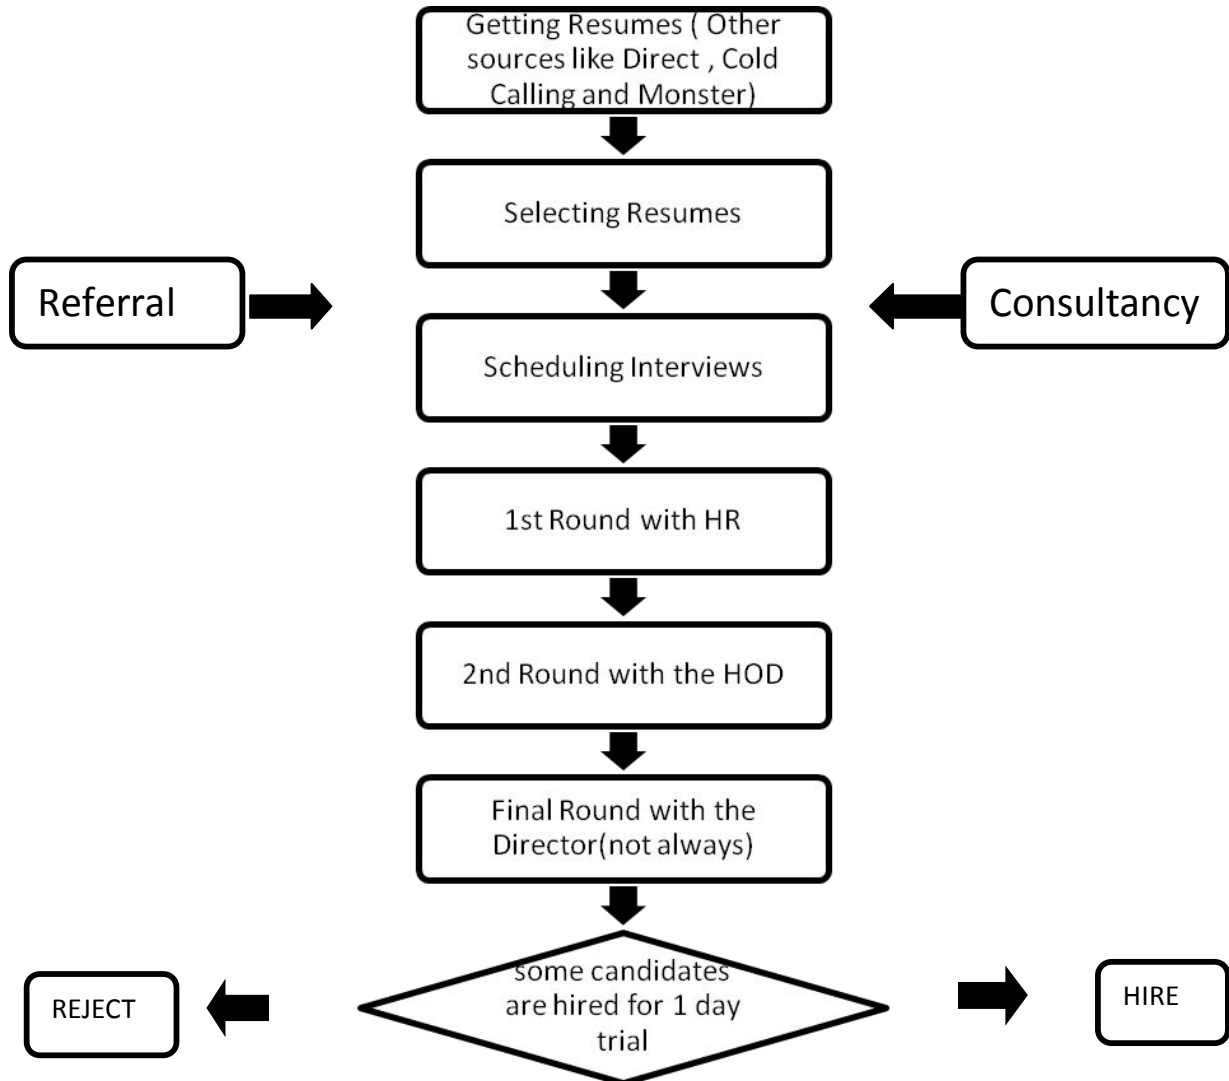 Getting Resumes ( Other
sources like Direct , Cold
Calling and Monster)
Selecting Resumes
Referral
Consultancy
Scheduling Interviews
1st Round with HR
2nd Round with the HOD
Final Round with the
Director(not always)
some candidates
are hired for 1 day
trial
REJECT
HIRE